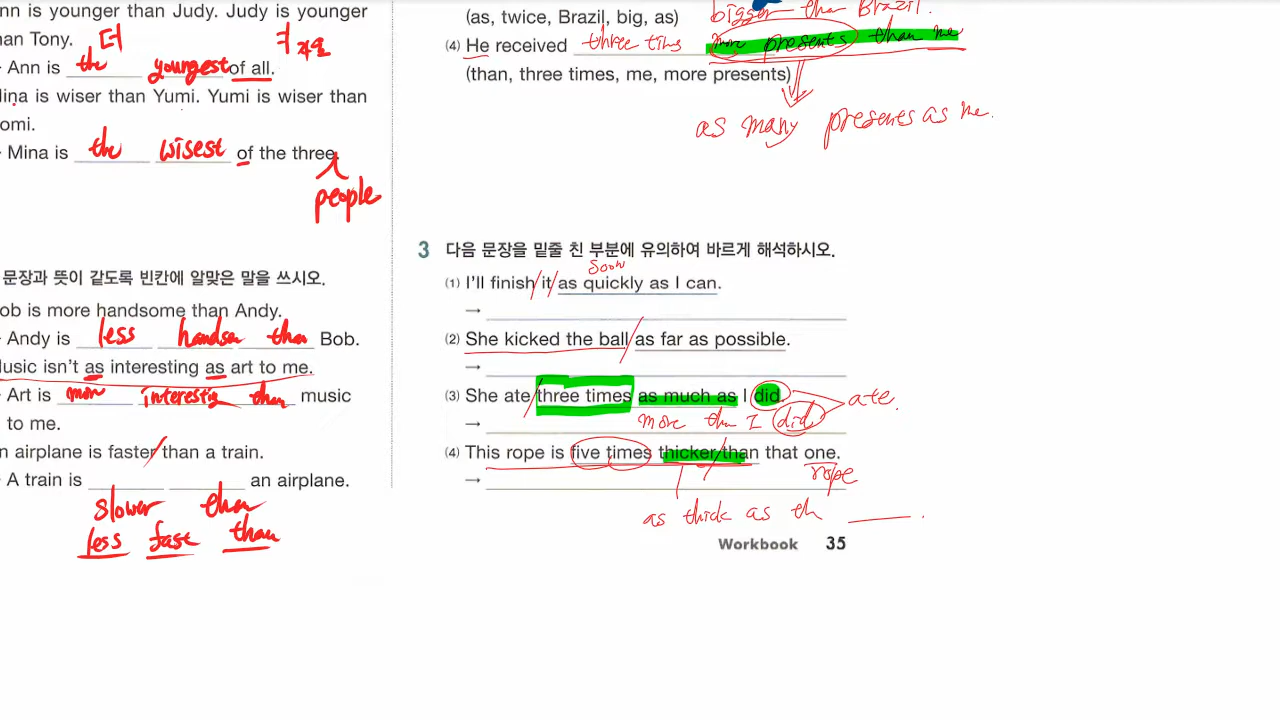 nn is younger than Judy. Judy is younger
han Tony.
더
Ann is the youngest of all.
Mina is wiser than Yumi. Yumi is wiser than
omi.
Mina is the wisest of the three.
people
문장과 뜻이 같도록 빈칸에 알맞은 말을 쓰시오.
ob is more handsome than Andy.
Andy is less than Bob.
usic isn't as interesting as art to me.
Art is than music
to me.
n airplane is faster than a train.
A train is an airplane.
slower than
less fast than
bigger than Brazil.
(as, twice, Brazil, big, as)
(4) He received three more presents than me
(than, three times, me, more presents)
as many presents as me.
3 다음 문장을 밑줄 친 부분에 유의하여 바르게 해석하시오.
soon
(1) I'll finish it as quickly as I can.
→
(2) She kicked the ball as far as possible.
→
(3) She ate three times as much as I did. ate.
→ more than I did
(4) This rope is five times thicker than that one.
rope
→
as thick as th
Workbook 35